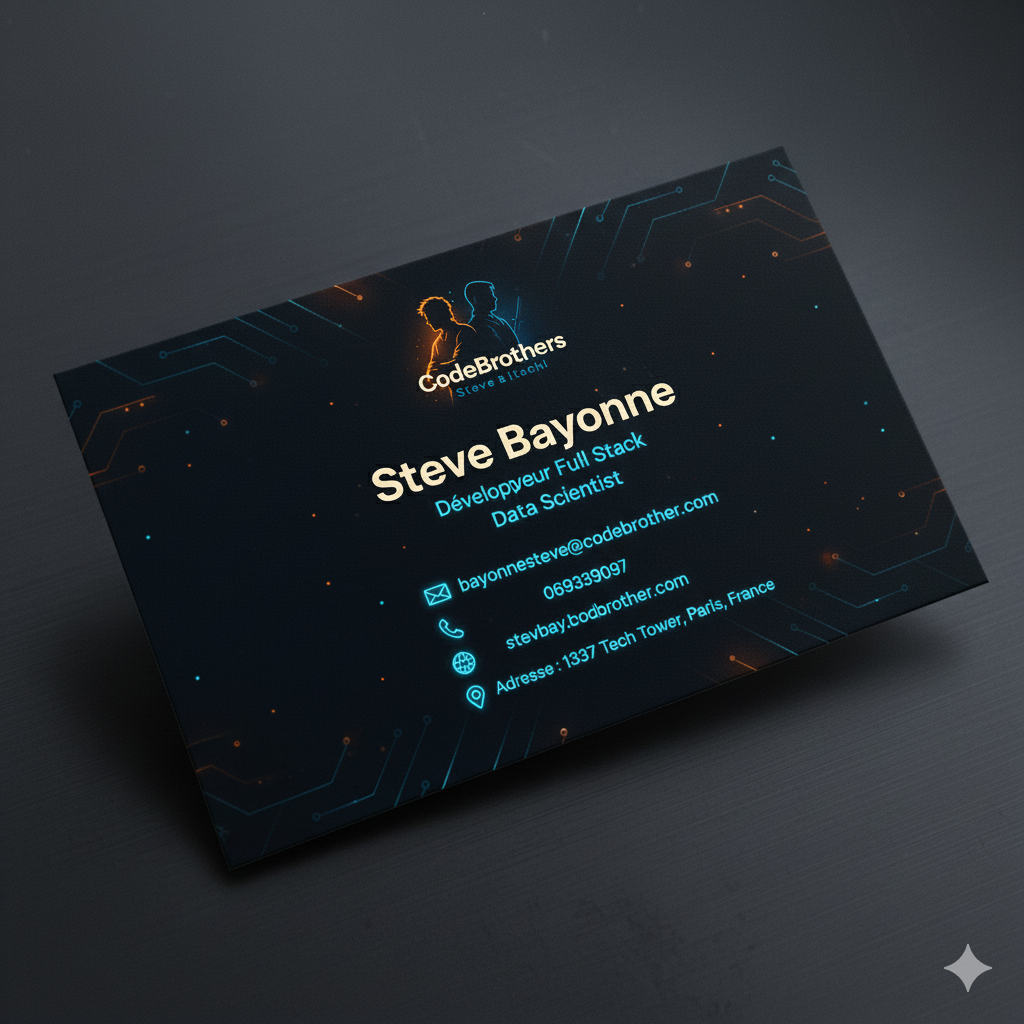 CodeBrothers
Steve & Itachi
Steve Bayonne
Développeur Full Stack
Data Scientist
bayonnesteve@codebrother.com
069339097
stevbay.bodbrother.com
Adresse : 1337 Tech Tower, Paris, France